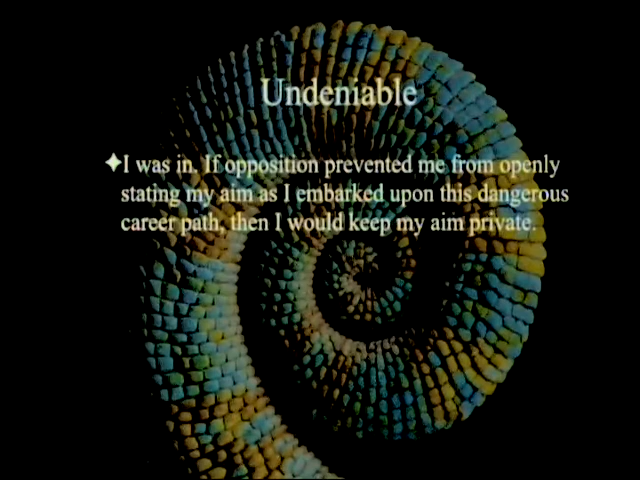 Undeniable
✦I was in. If opposition prevented me from openly
stating my aim as I embarked upon this dangerous
career path, then I would keep my aim private.